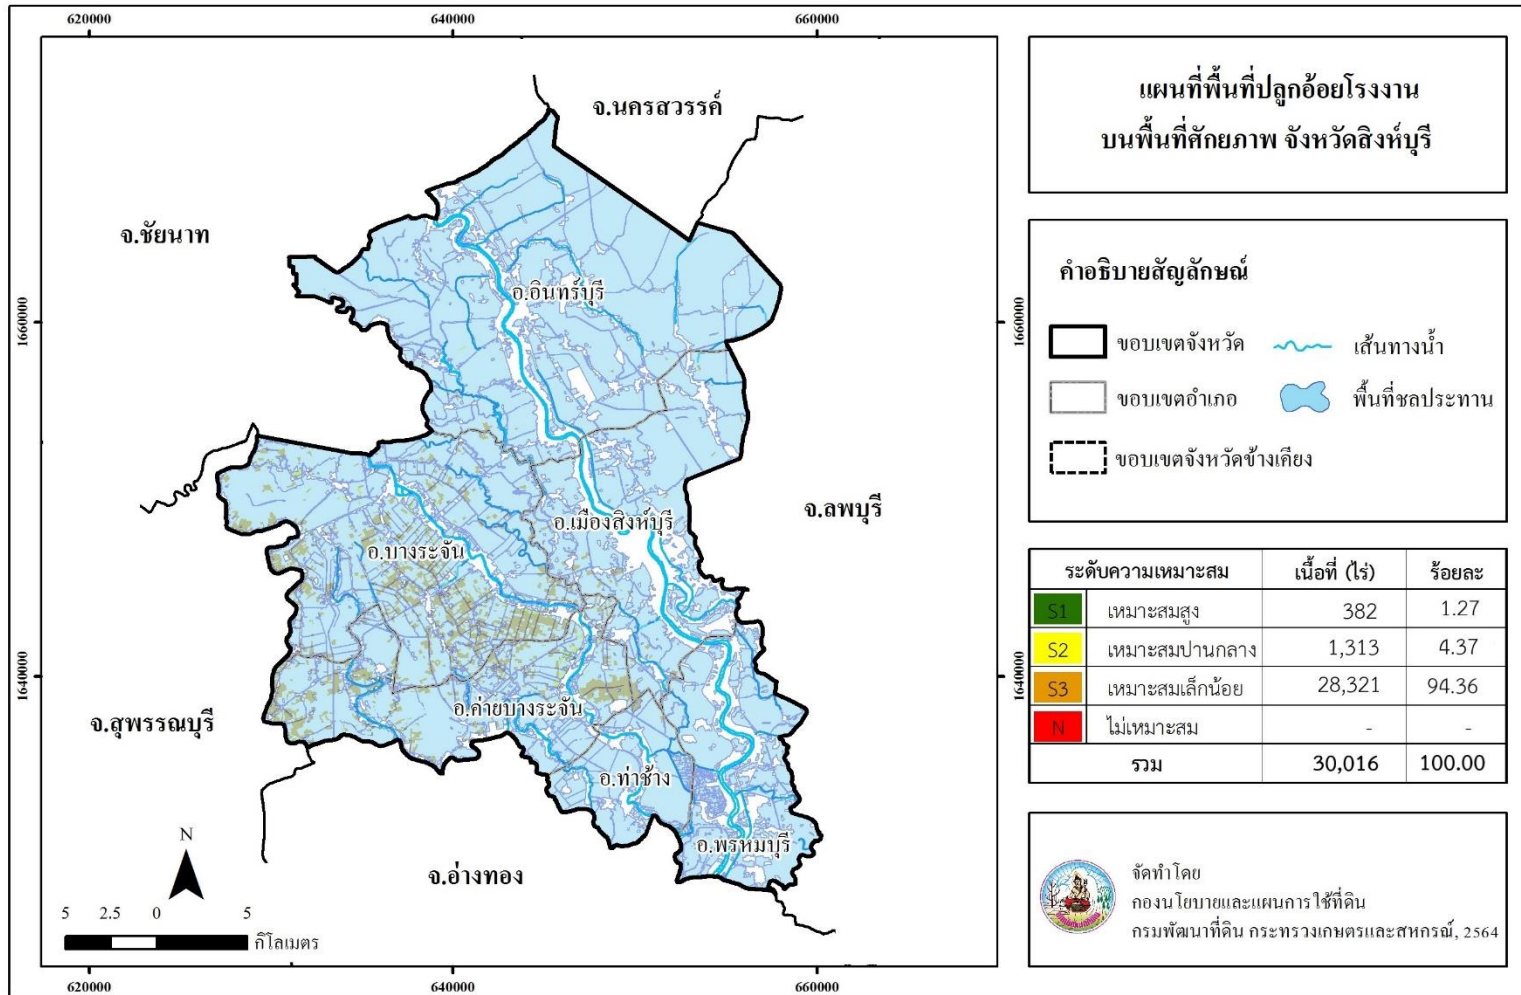 620000
640000
660000
แผนที่พื้นที่ปลูกอ้อยโรงงาน
บนพื้นที่ศักยภาพ จังหวัดสิงห์บุรี
จ.นครสวรรค์
จ.ชัยนาท
อ.อินทร์บุรี
1660000
1660000
คำอธิบายสัญลักษณ์
ขอบเขตจังหวัด
เส้นทางน้ำ
ขอบเขตอำเภอ
พื้นที่ชลประทาน
ขอบเขตจังหวัดข้างเคียง
จ.ลพบุรี
อ.เมืองสิงห์บุรี
อ.บางระจัน
ระดับความเหมาะสม เนื้อที่ (ไร่) ร้อยละ
S1 เหมาะสมสูง 382 1.27
S2 เหมาะสมปานกลาง 1,313 4.37
S3 เหมาะสมเล็กน้อย 28,321 94.36
N ไม่เหมาะสม - -
รวม 30,016 100.00
1640000
1640000
จ.สุพรรณบุรี
อ.ค่ายบางระจัน
อ.ท่าช้าง
อ.พรหมบุรี
จ.อ่างทอง
N
5 2.5 0 5
กิโลเมตร
จัดทำโดย
กองนโยบายและแผนการใช้ที่ดิน
กรมพัฒนาที่ดิน กระทรวงเกษตรและสหกรณ์, 2564
620000
640000
660000